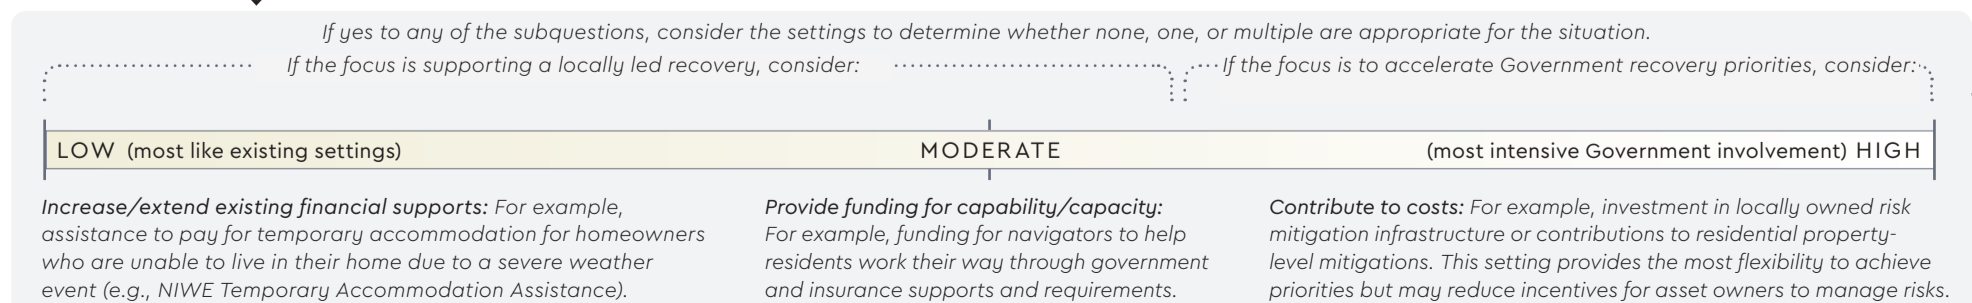 If yes to any of the subquestions, consider the settings to determine whether none, one, or multiple are appropriate for the situation.
If the focus is supporting a locally led recovery, consider:
If the focus is to accelerate Government recovery priorities, consider:
LOW (most like existing settings)
MODERATE
(most intensive Government involvement) HIGH
Increase/extend existing financial supports: For example,
assistance to pay for temporary accommodation for homeowners
who are unable to live in their home due to a severe weather
event (e.g., NIWE Temporary Accommodation Assistance).
Provide funding for capability/capacity:
For example, funding for navigators to help
residents work their way through government
and insurance supports and requirements.
Contribute to costs: For example, investment in locally owned risk
mitigation infrastructure or contributions to residential property-
level mitigations. This setting provides the most flexibility to achieve
priorities but may reduce incentives for asset owners to manage risks.